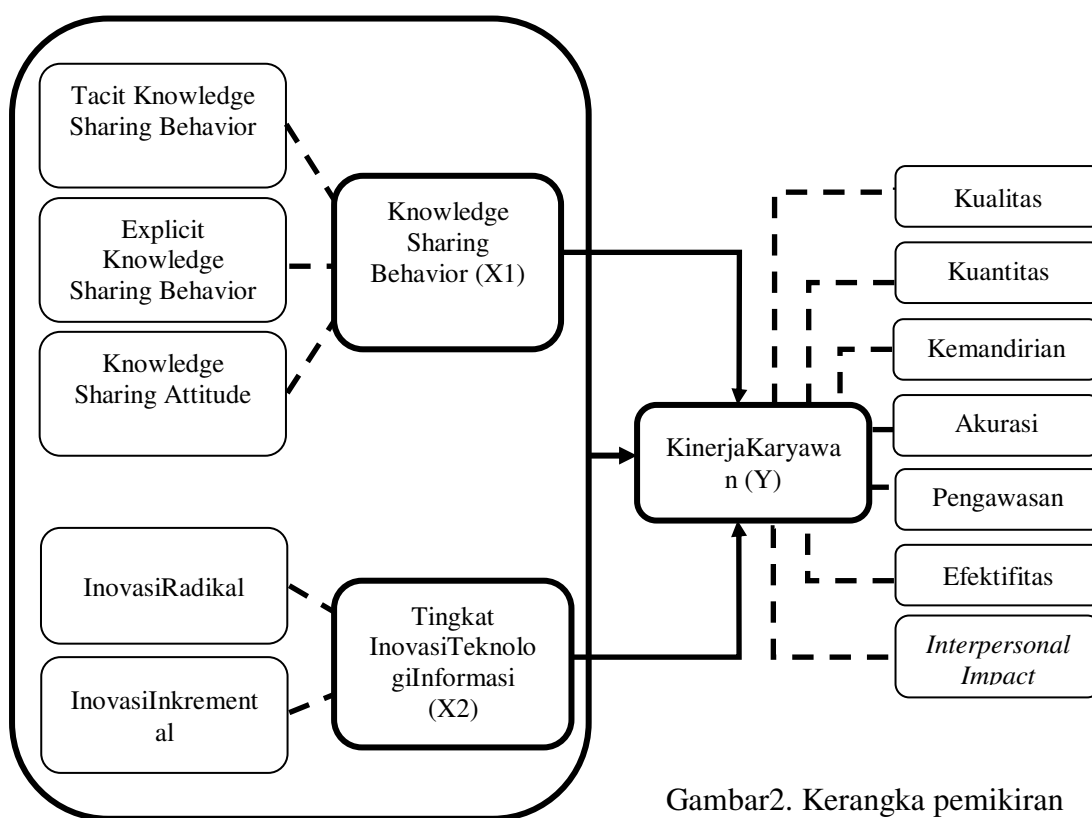 Tacit Knowledge
Sharing Behavior
Explicit
Knowledge
Sharing Behavior
Knowledge
Sharing Attitude
Knowledge
Sharing
Behavior (X1)
InovasiRadikal
InovasiInkrement
al
Tingkat
InovasiTeknolo
giInformasi
(X2)
KinerjaKaryawa
n (Y)
Kualitas
Kuantitas
Kemandirian
Akurasi
Pengawasan
Efektifitas
Interpersonal
Impact
Gambar2. Kerangka pemikiran